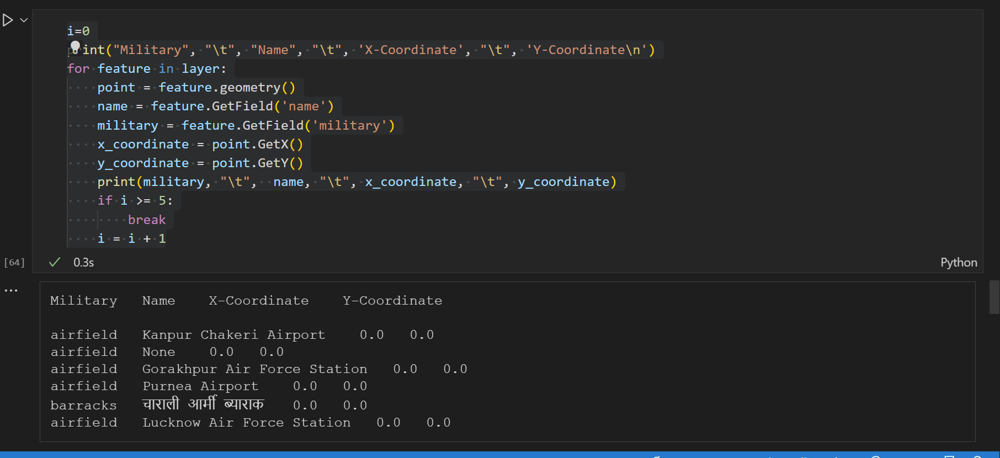 i=0
print("Military", "\t", "Name", "\t", 'X-Coordinate', "\t", 'Y-Coordinate\n')
for feature in layer:
    point = feature.geometry()
    name = feature.GetField('name')
    military = feature.GetField('military')
    x_coordinate = point.GetX()
    y_coordinate = point.GetY()
    print(military, "\t",  name, "\t", x_coordinate, "\t", y_coordinate)
    if i >= 5:
        break
    i = i + 1
[64] 0.3s Python
Military Name X-Coordinate Y-Coordinate
airfield Kanpur Chakeri Airport 0.0 0.0
airfield None 0.0 0.0
airfield Gorakhpur Air Force Station 0.0 0.0
airfield Purnea Airport 0.0 0.0
barracks चाराली आर्मी ब्याराक 0.0 0.0
airfield Lucknow Air Force Station 0.0 0.0